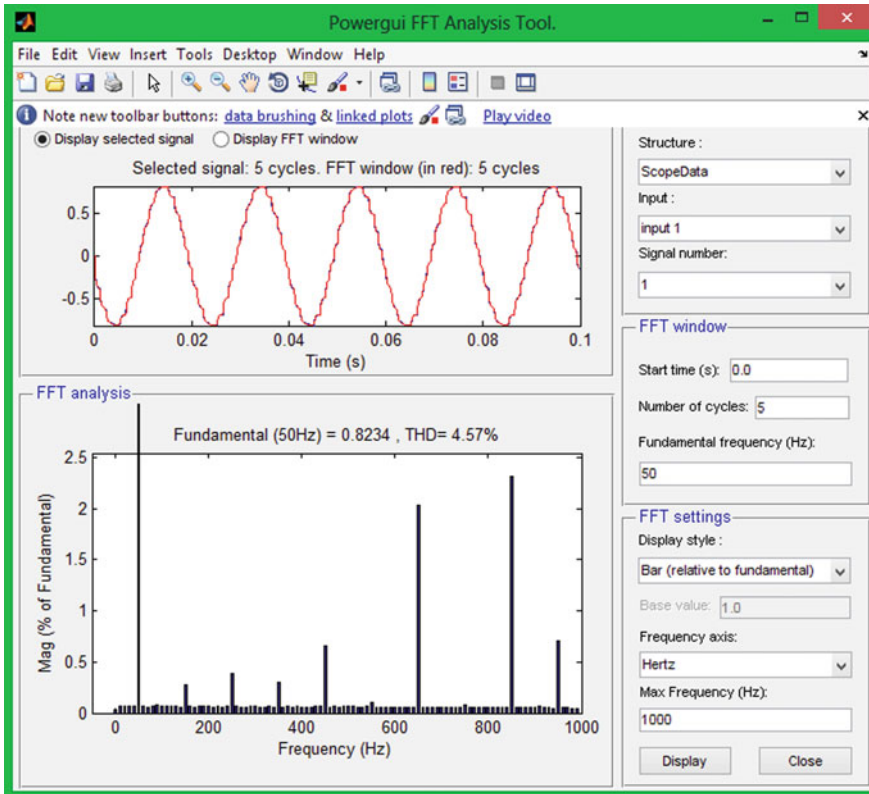 Powergui FFT Analysis Tool.
File Edit View Insert Tools Desktop Window Help
Note new toolbar buttons: data brushing & linked plots Play video
Display selected signal Display FFT window
Selected signal: 5 cycles. FFT window (in red): 5 cycles
0.5
0
-0.5
0 0.02 0.04 0.06 0.08 0.1
Time (s)
FFT analysis
Fundamental (50Hz) = 0.8234 , THD= 4.57%
Mag (% of Fundamental)
2.5
2
1.5
1
0.5
0
0 200 400 600 800 1000
Frequency (Hz)
Structure :
ScopeData
Input :
input 1
Signal number:
1
FFT window
Start time (s): 0.0
Number of cycles: 5
Fundamental frequency (Hz):
50
FFT settings
Display style :
Bar (relative to fundamental)
Base value: 1.0
Frequency axis:
Hertz
Max Frequency (Hz):
1000
Display Close